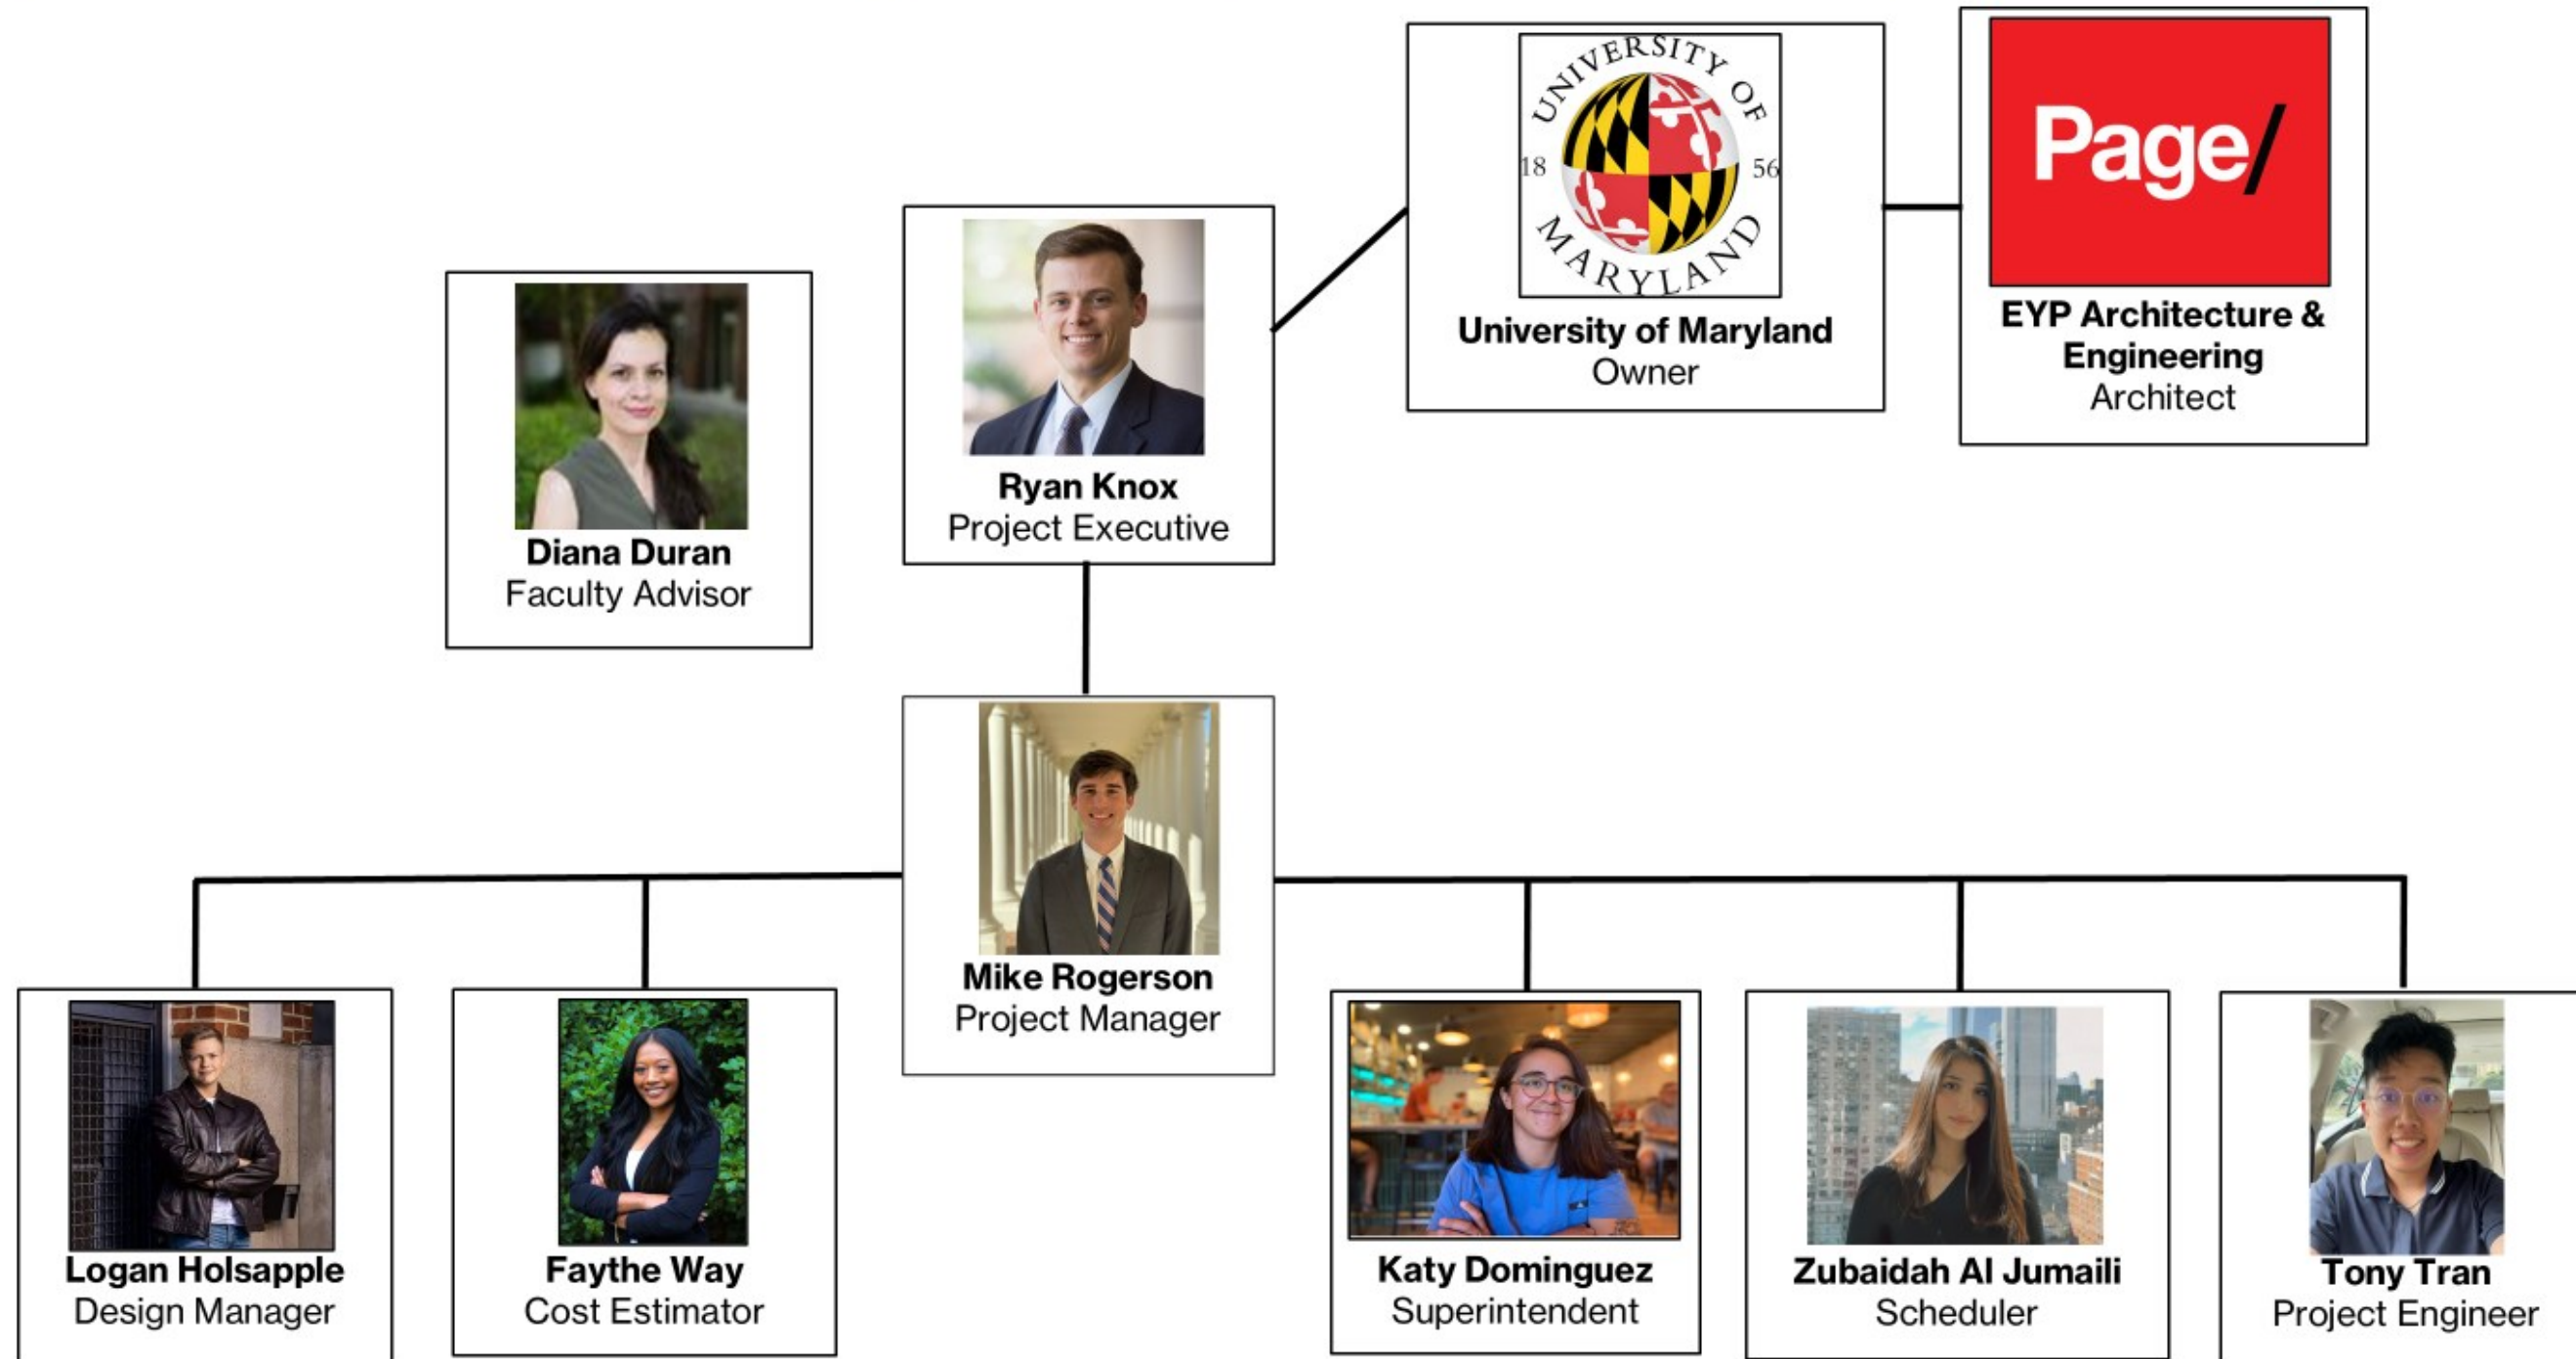 UNIVERSITY OF
18 56
MARYLAND
University of Maryland
Owner
Page/
EYP Architecture &
Engineering
Architect
Ryan Knox
Project Executive
Diana Duran
Faculty Advisor
Mike Rogerson
Project Manager
Logan Holsapple
Design Manager
Faythe Way
Cost Estimator
Katy Dominguez
Superintendent
Zubaidah Al Jumaili
Scheduler
Tony Tran
Project Engineer